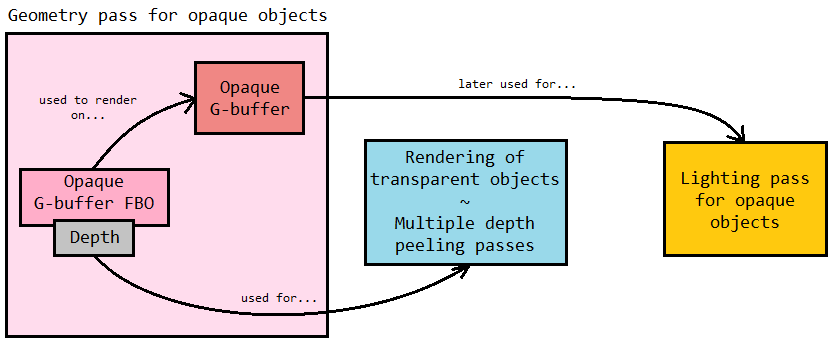 Geometry pass for opaque objects
Opaque
G-buffer
used to render
on...
later used for...
Opaque
G-buffer FBO
Depth
used for...
Rendering of
transparent objects
~
Multiple depth
peeling passes
Lighting pass
for opaque
objects